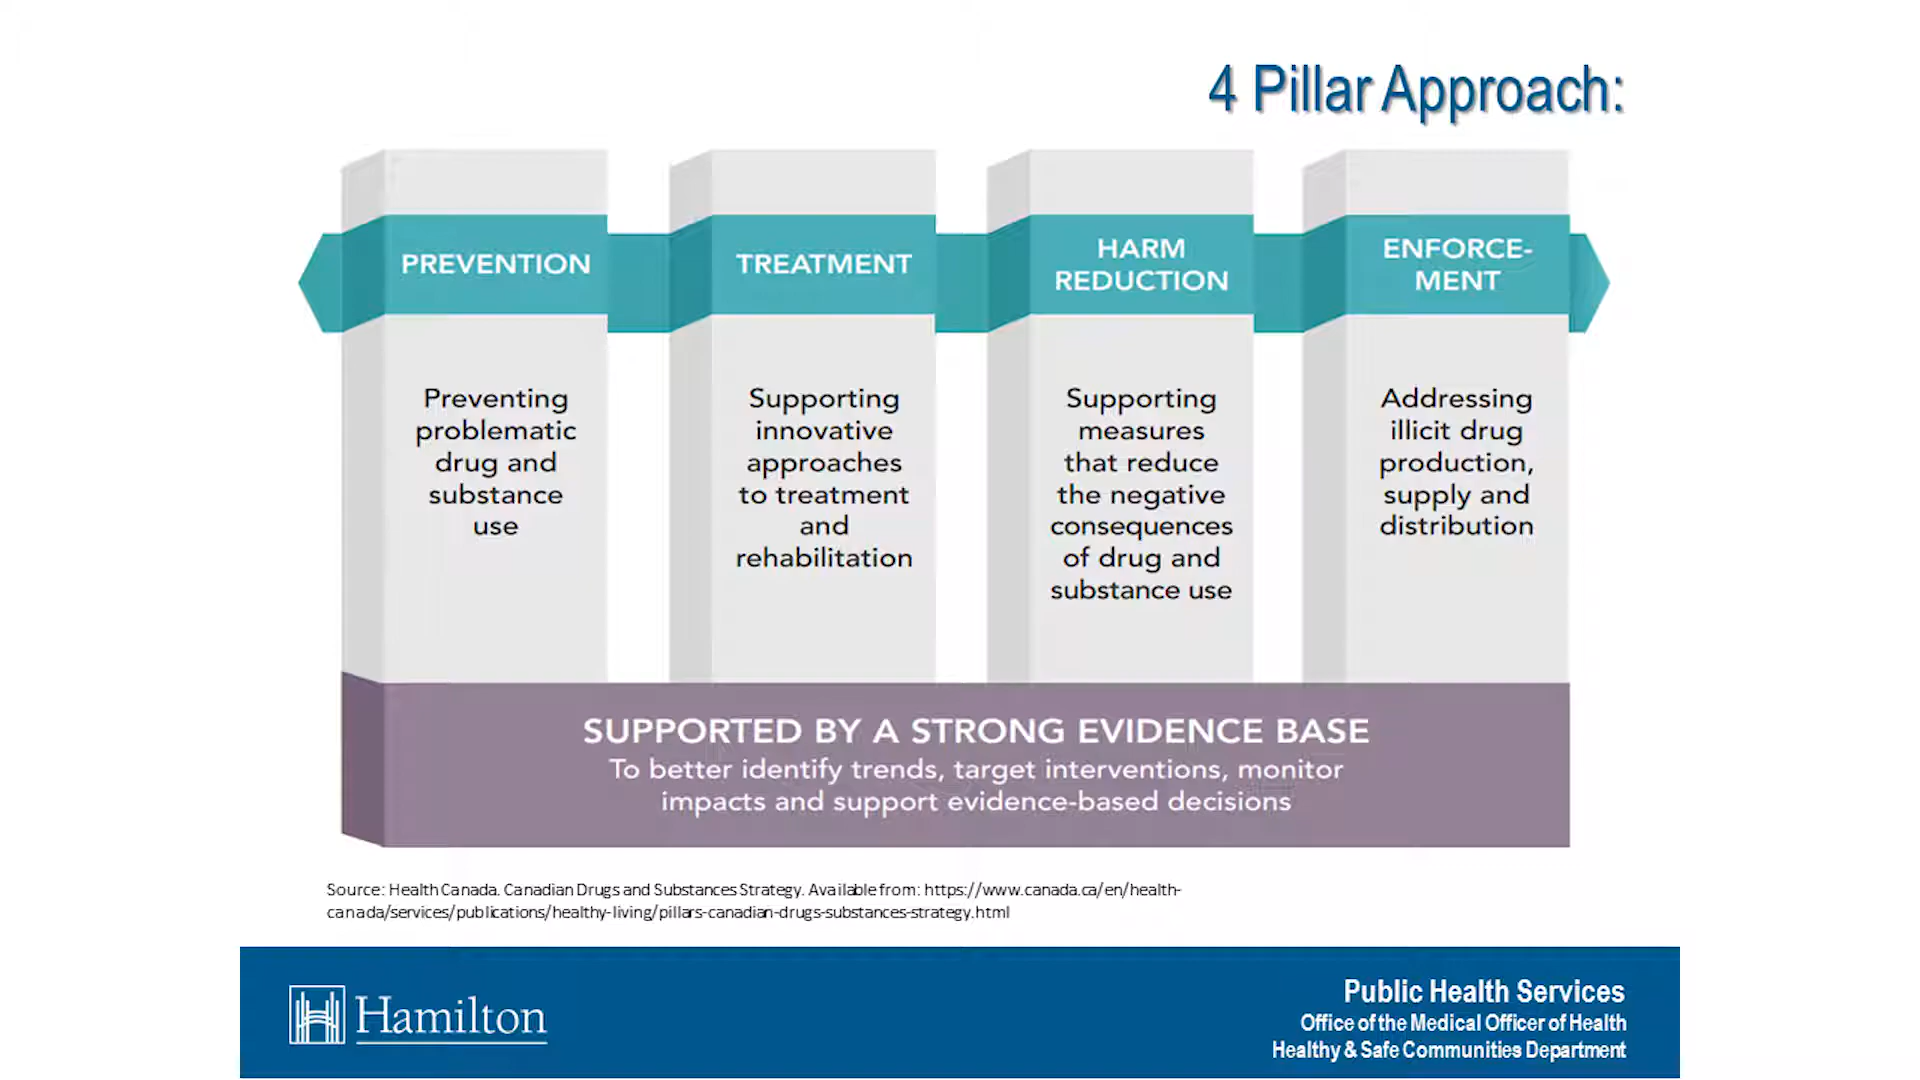 4 Pillar Approach:
PREVENTION
Preventing
problematic
drug and
substance
use
TREATMENT
Supporting
innovative
approaches
to treatment
and
rehabilitation
HARM
REDUCTION
Supporting
measures
that reduce
the negative
consequences
of drug and
substance use
ENFORCE-
MENT
Addressing
illicit drug
production,
supply and
distribution
SUPPORTED BY A STRONG EVIDENCE BASE
To better identify trends, target interventions, monitor
impacts and support evidence-based decisions
Source: Health Canada. Canadian Drugs and Substances Strategy. Available from: https://www.canada.ca/en/health-
canada/services/publications/healthy-living/pillars-canadian-drugs-substances-strategy.html
Hamilton
Public Health Services
Office of the Medical Officer of Health
Healthy & Safe Communities Department